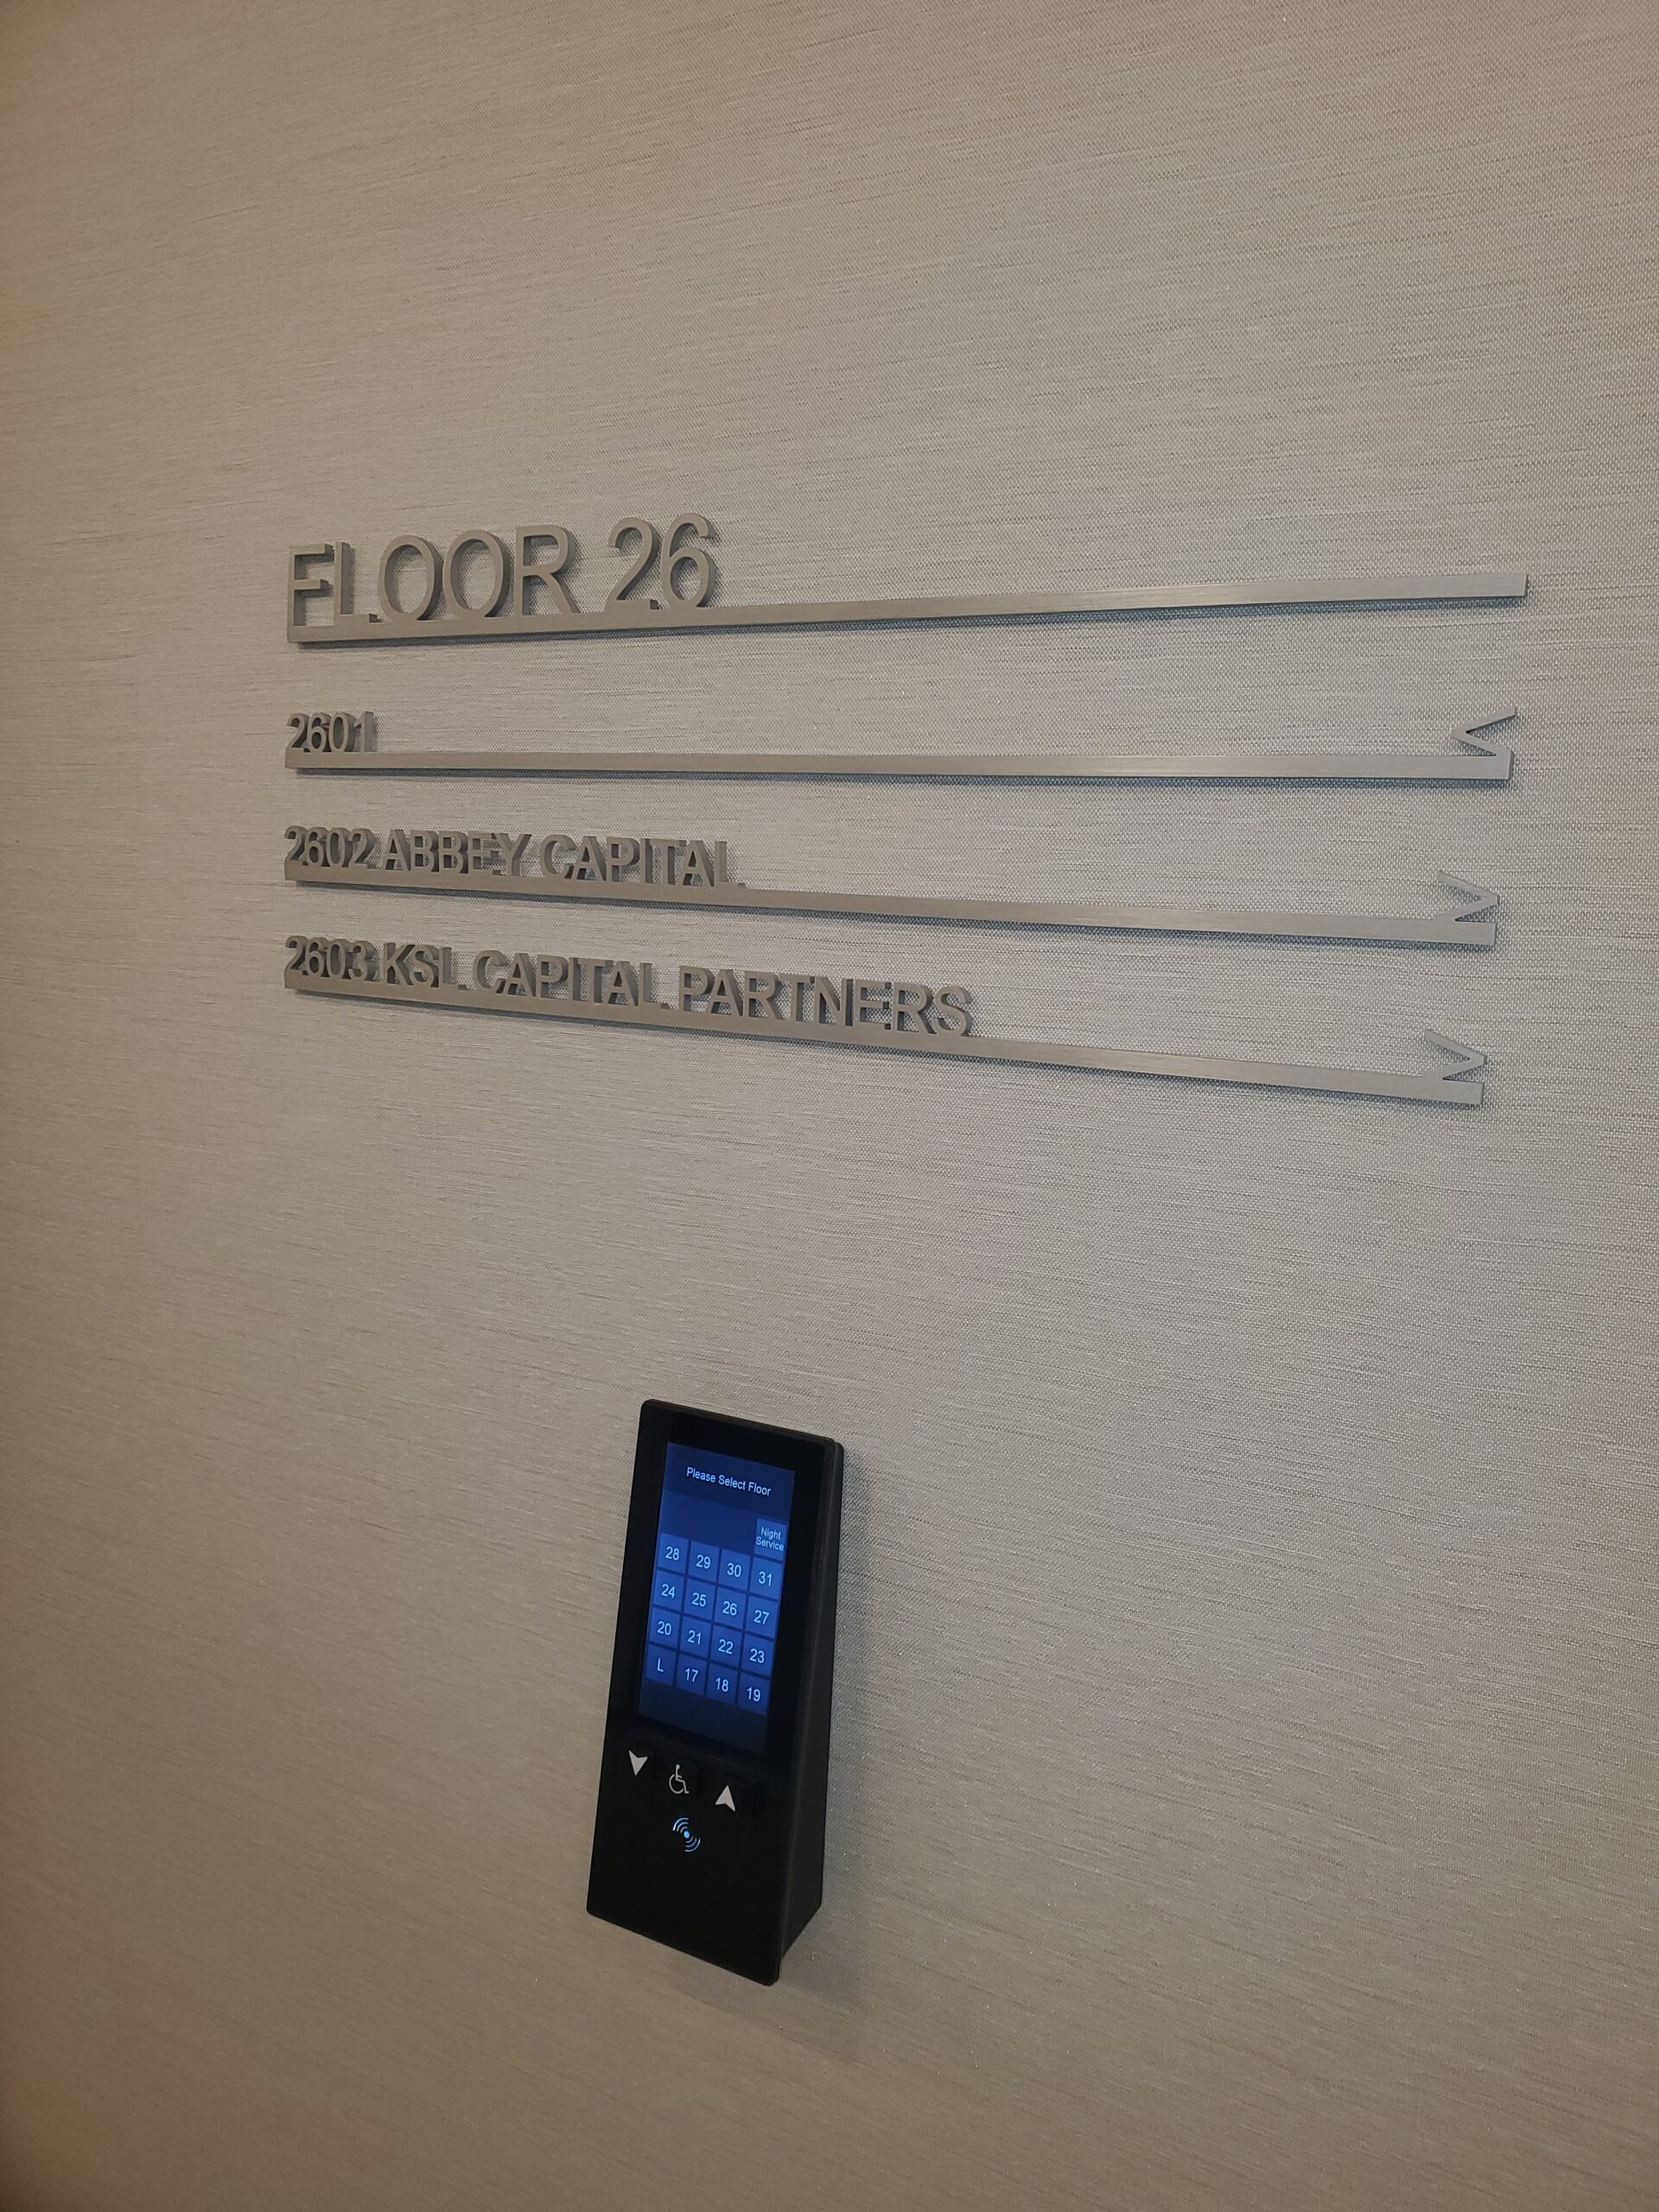 FLOOR 26
2601 <
2602 ABBEY CAPITAL >
2603 KSL CAPITAL PARTNERS >
Please Select Floor
Night
Service
28 29 30 31
24 25 26 27
20 21 22 23
L 17 18 19